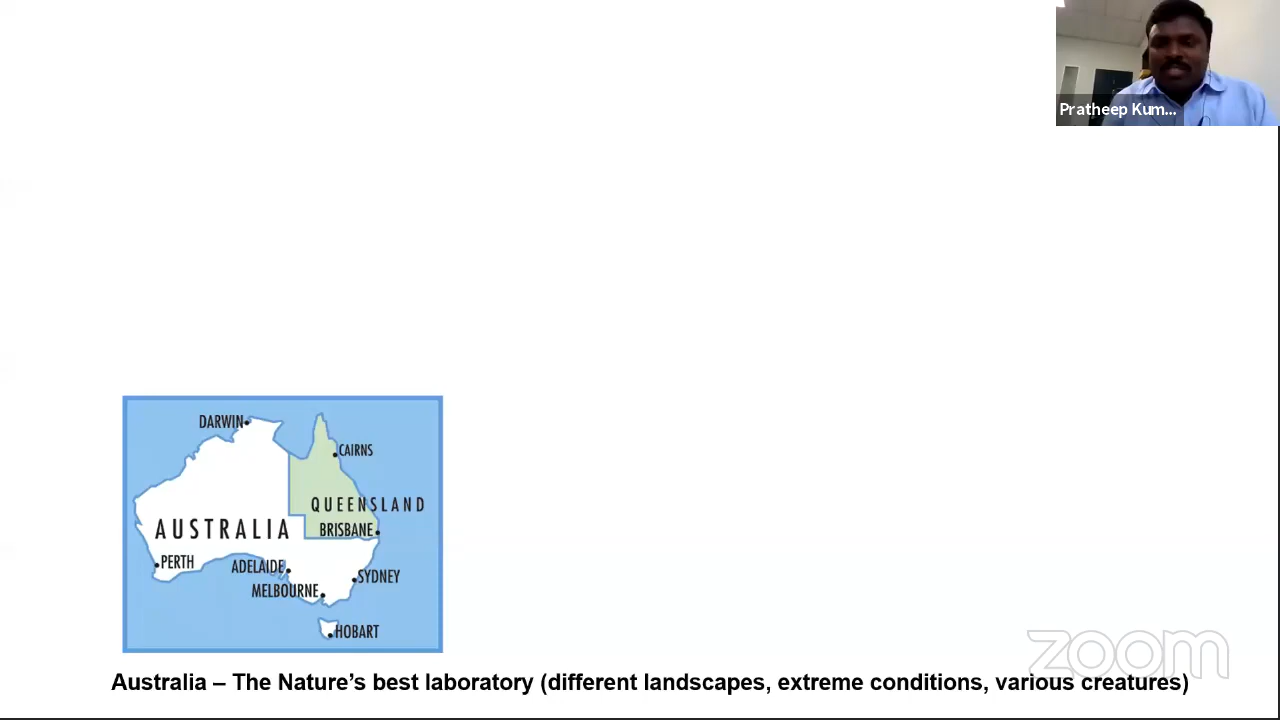 Pratheep Kum...
DARWIN
CAIRNS
QUEENSLAND
AUSTRALIA
BRISBANE
PERTH
ADELAIDE
SYDNEY
MELBOURNE
HOBART
zoom
Australia – The Nature's best laboratory (different landscapes, extreme conditions, various creatures)